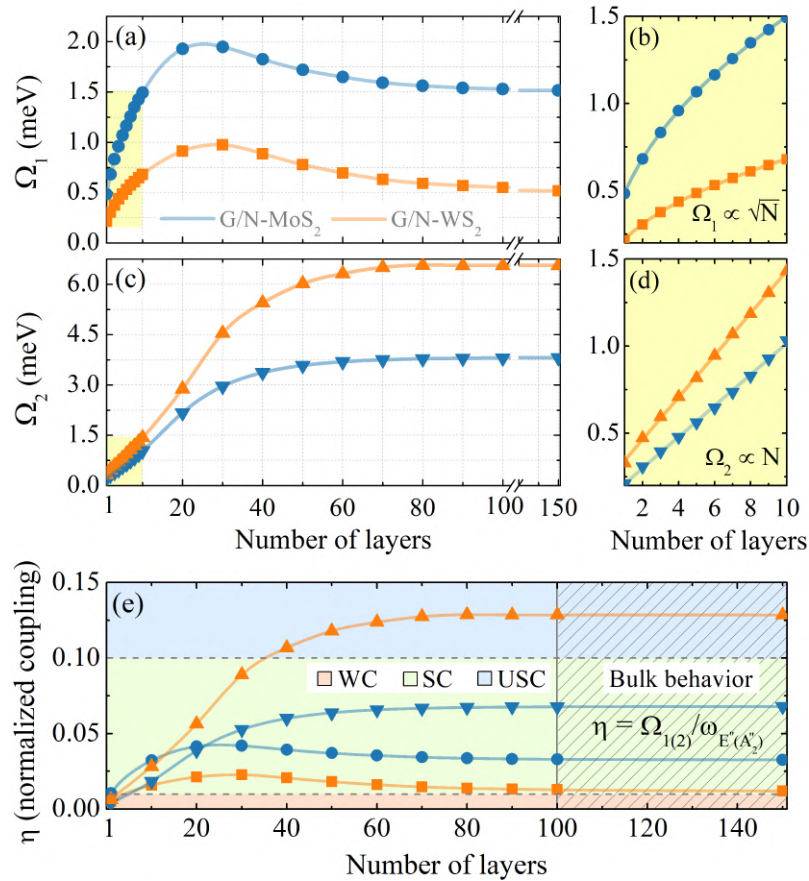 (a)
Ω₁ (meV)
2.0
1.5
1.0
0.5
0.0
G/N-MoS₂ G/N-WS₂
(b)
1.5
1.0
0.5
Ω₁ ∝ √N
(c)
Ω₂ (meV)
6.0
4.5
3.0
1.5
0.0
1 20 40 60 80 100 150
Number of layers
(d)
1.5
1.0
0.5
Ω₂ ∝ N
2 4 6 8 10
Number of layers
(e)
η (normalized coupling)
0.15
0.10
0.05
0.00
WC SC USC
Bulk behavior
η = Ω₁₍₂₎/ω_E″(A₂″)
1 20 40 60 80 100 120 140
Number of layers